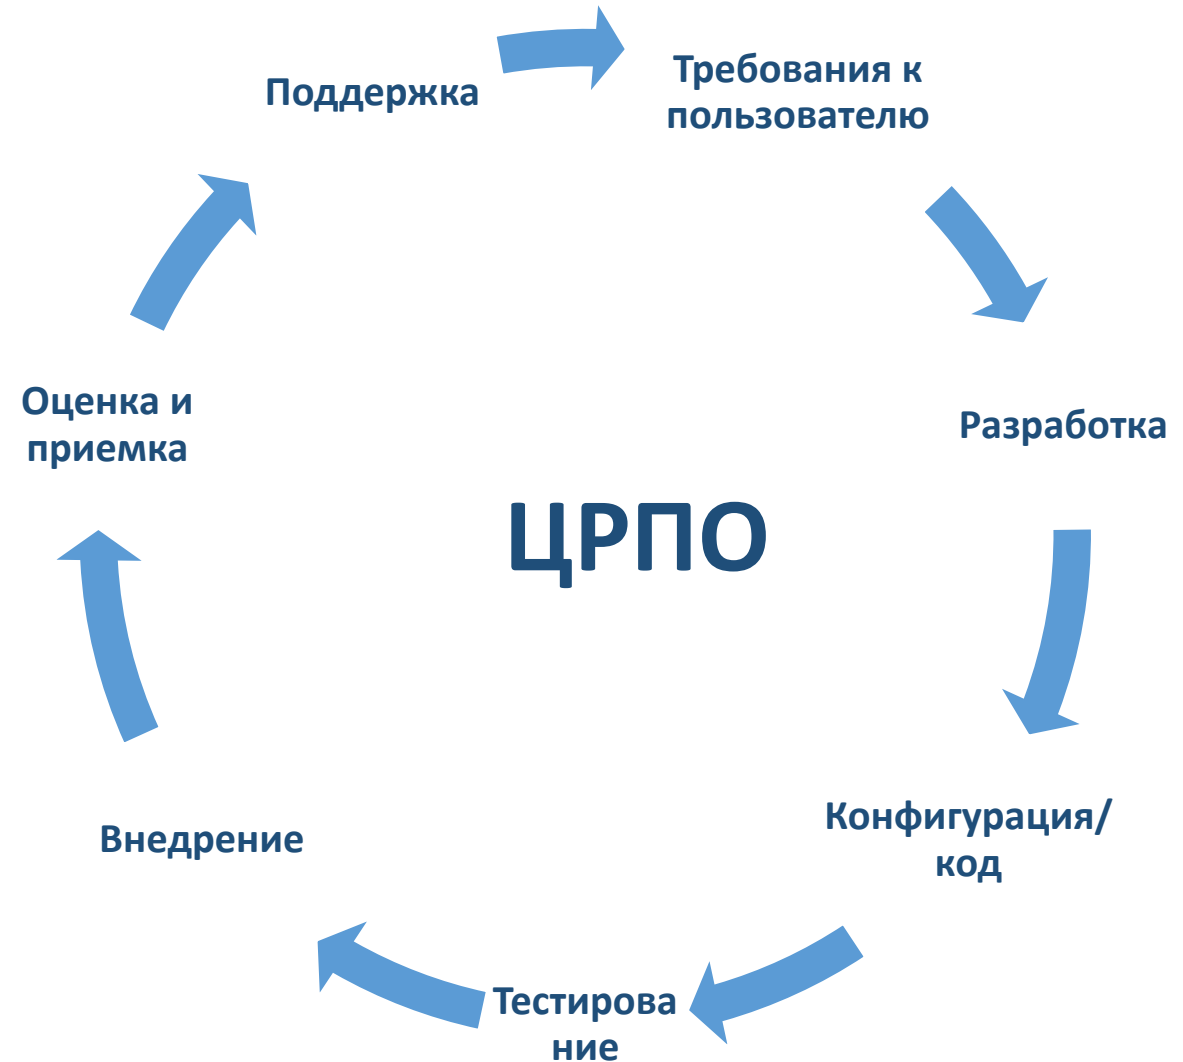 Поддержка
Требования к
пользователю
Оценка и
приемка
Разработка
ЦРПО
Внедрение
Конфигурация/
код
Тестирова
ние